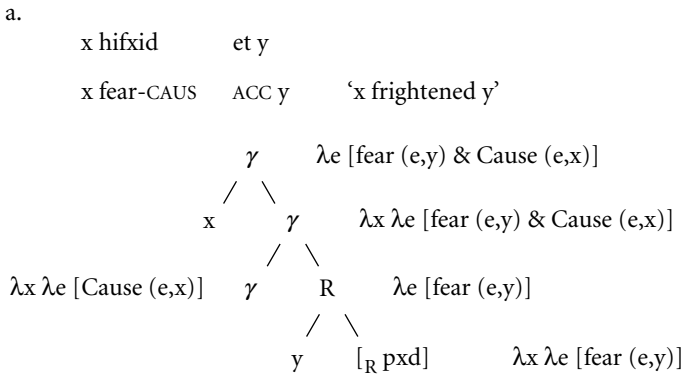 a.
x hifxid et y
x fear-CAUS ACC y 'x frightened y'
γ λe [fear (e,y) & Cause (e,x)]
x γ λx λe [fear (e,y) & Cause (e,x)]
λx λe [Cause (e,x)] γ R λe [fear (e,y)]
y [R pxd] λx λe [fear (e,y)]